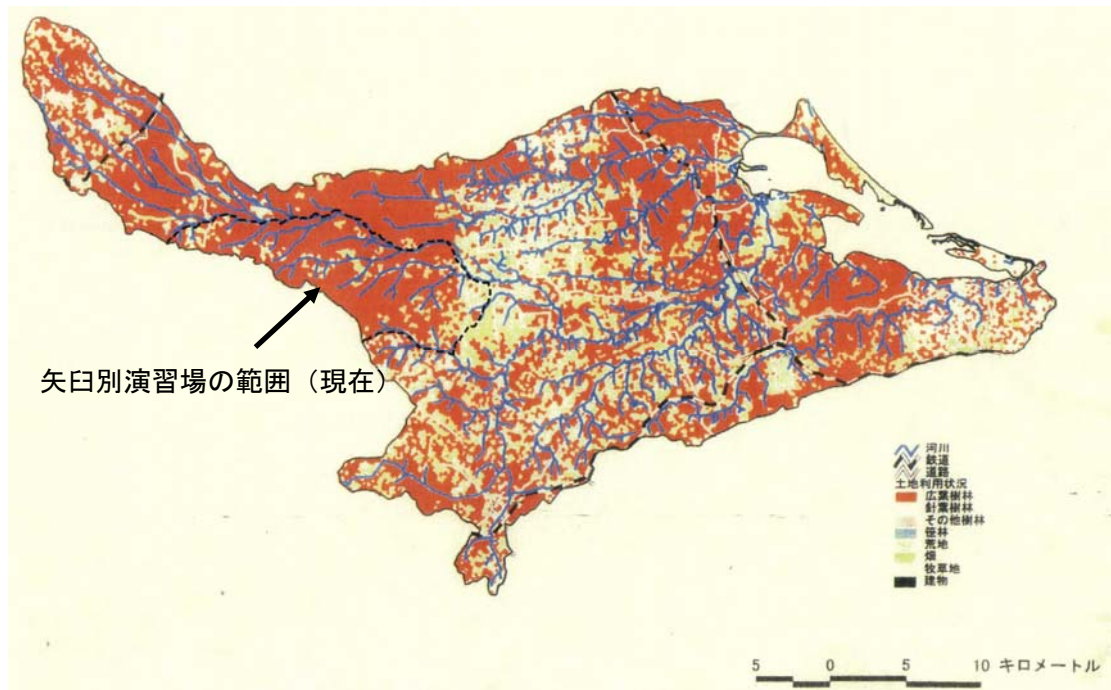 矢臼別演習場の範囲（現在）
河川
鉄道
道路
土地利用状況
広葉樹林
針葉樹林
その他樹林
笹林
荒地
畑
牧草地
建物
5 0 5 10 キロメートル